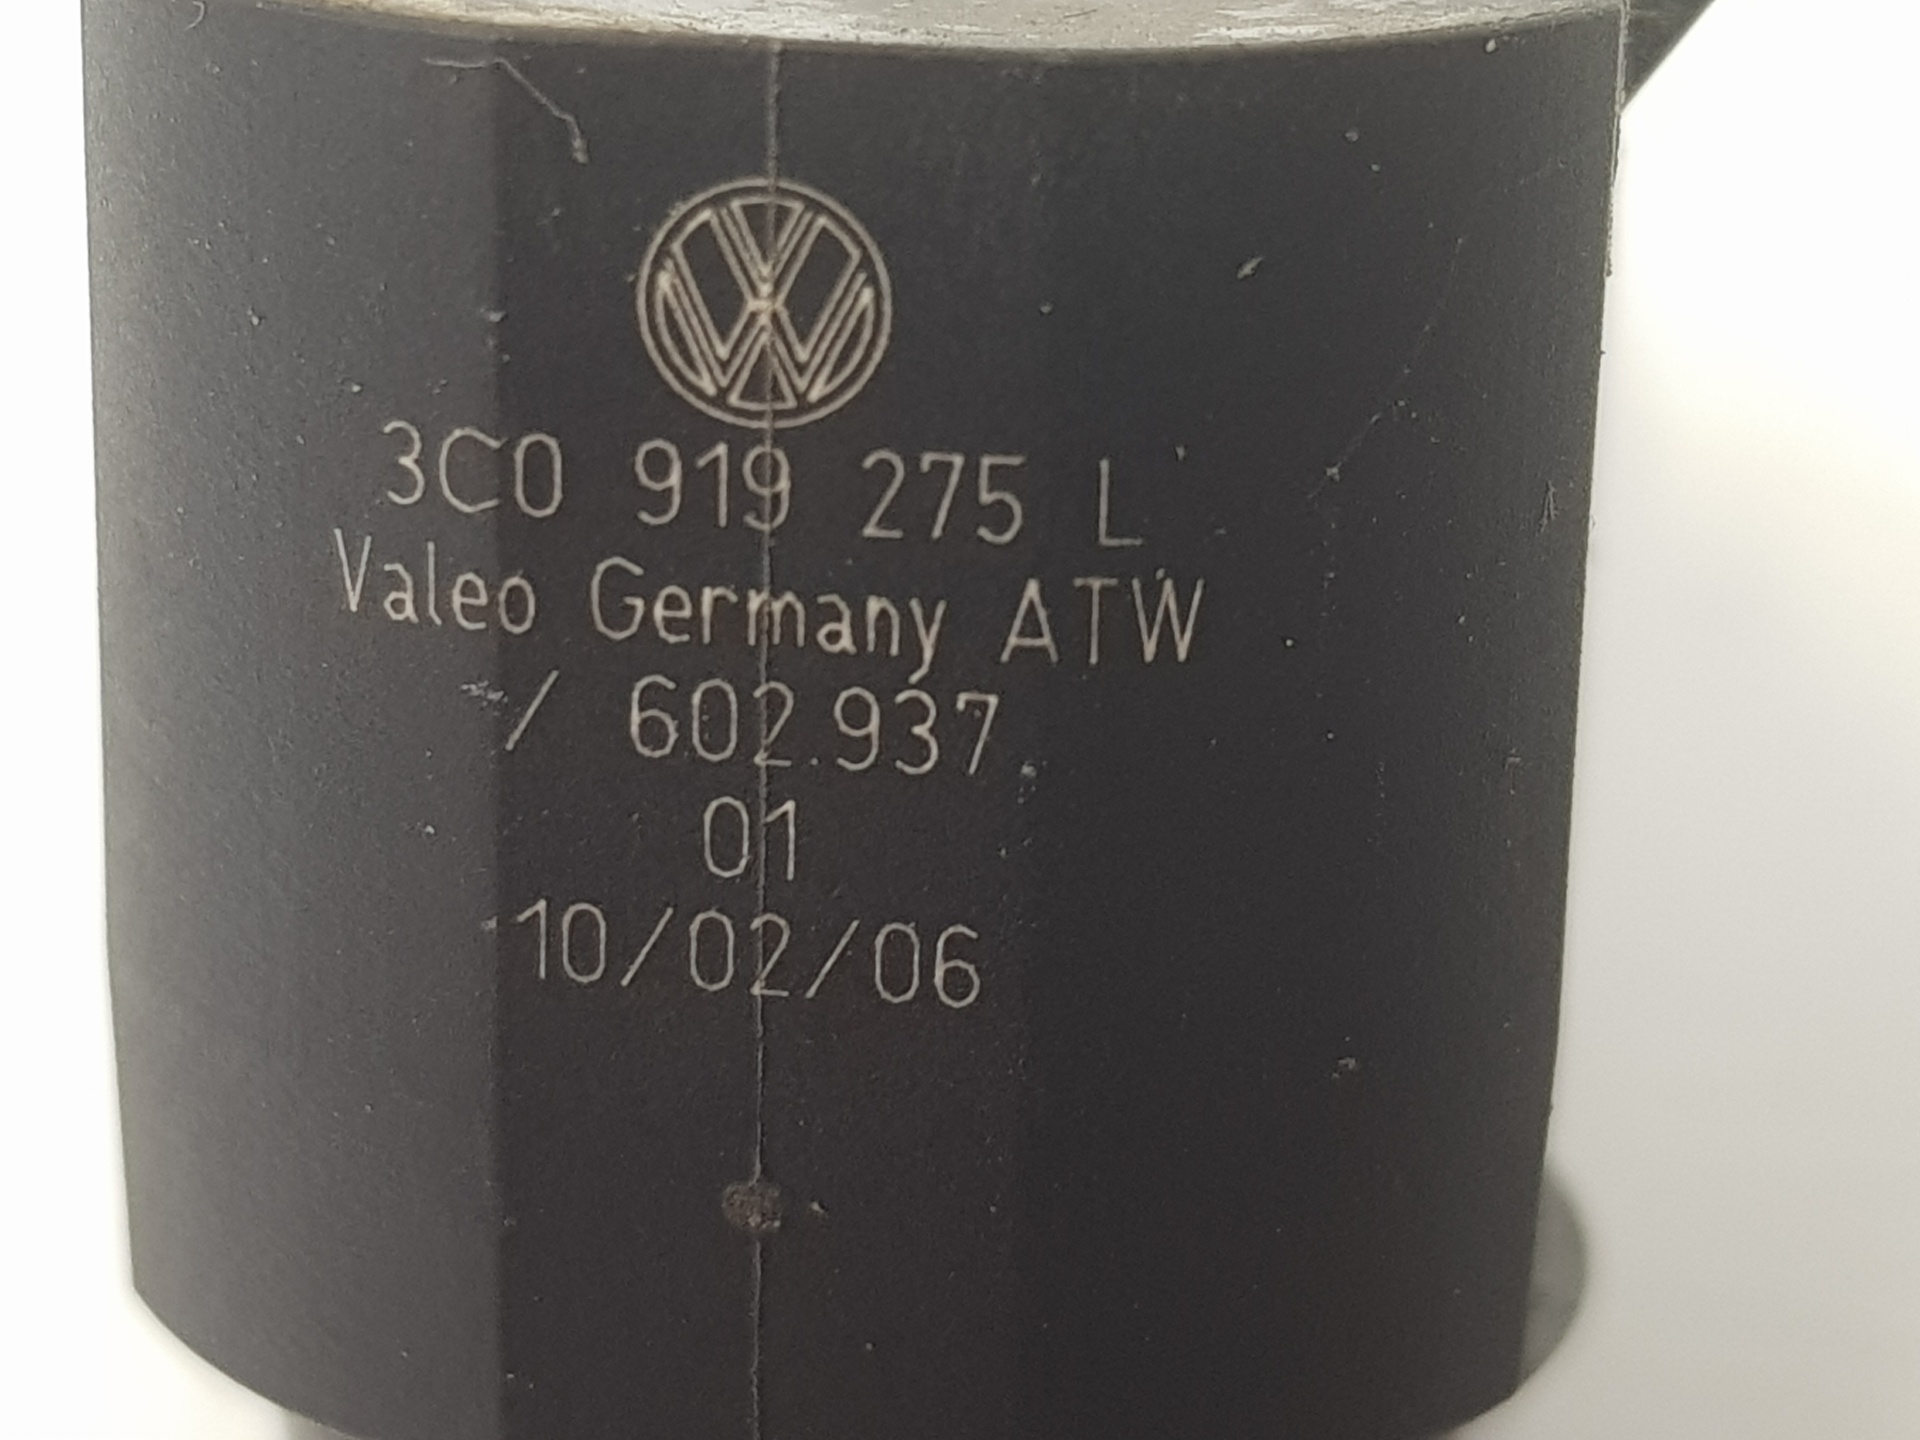 3C0 919 275 L
Valeo Germany ATW
/ 602.937
01
10/02/06